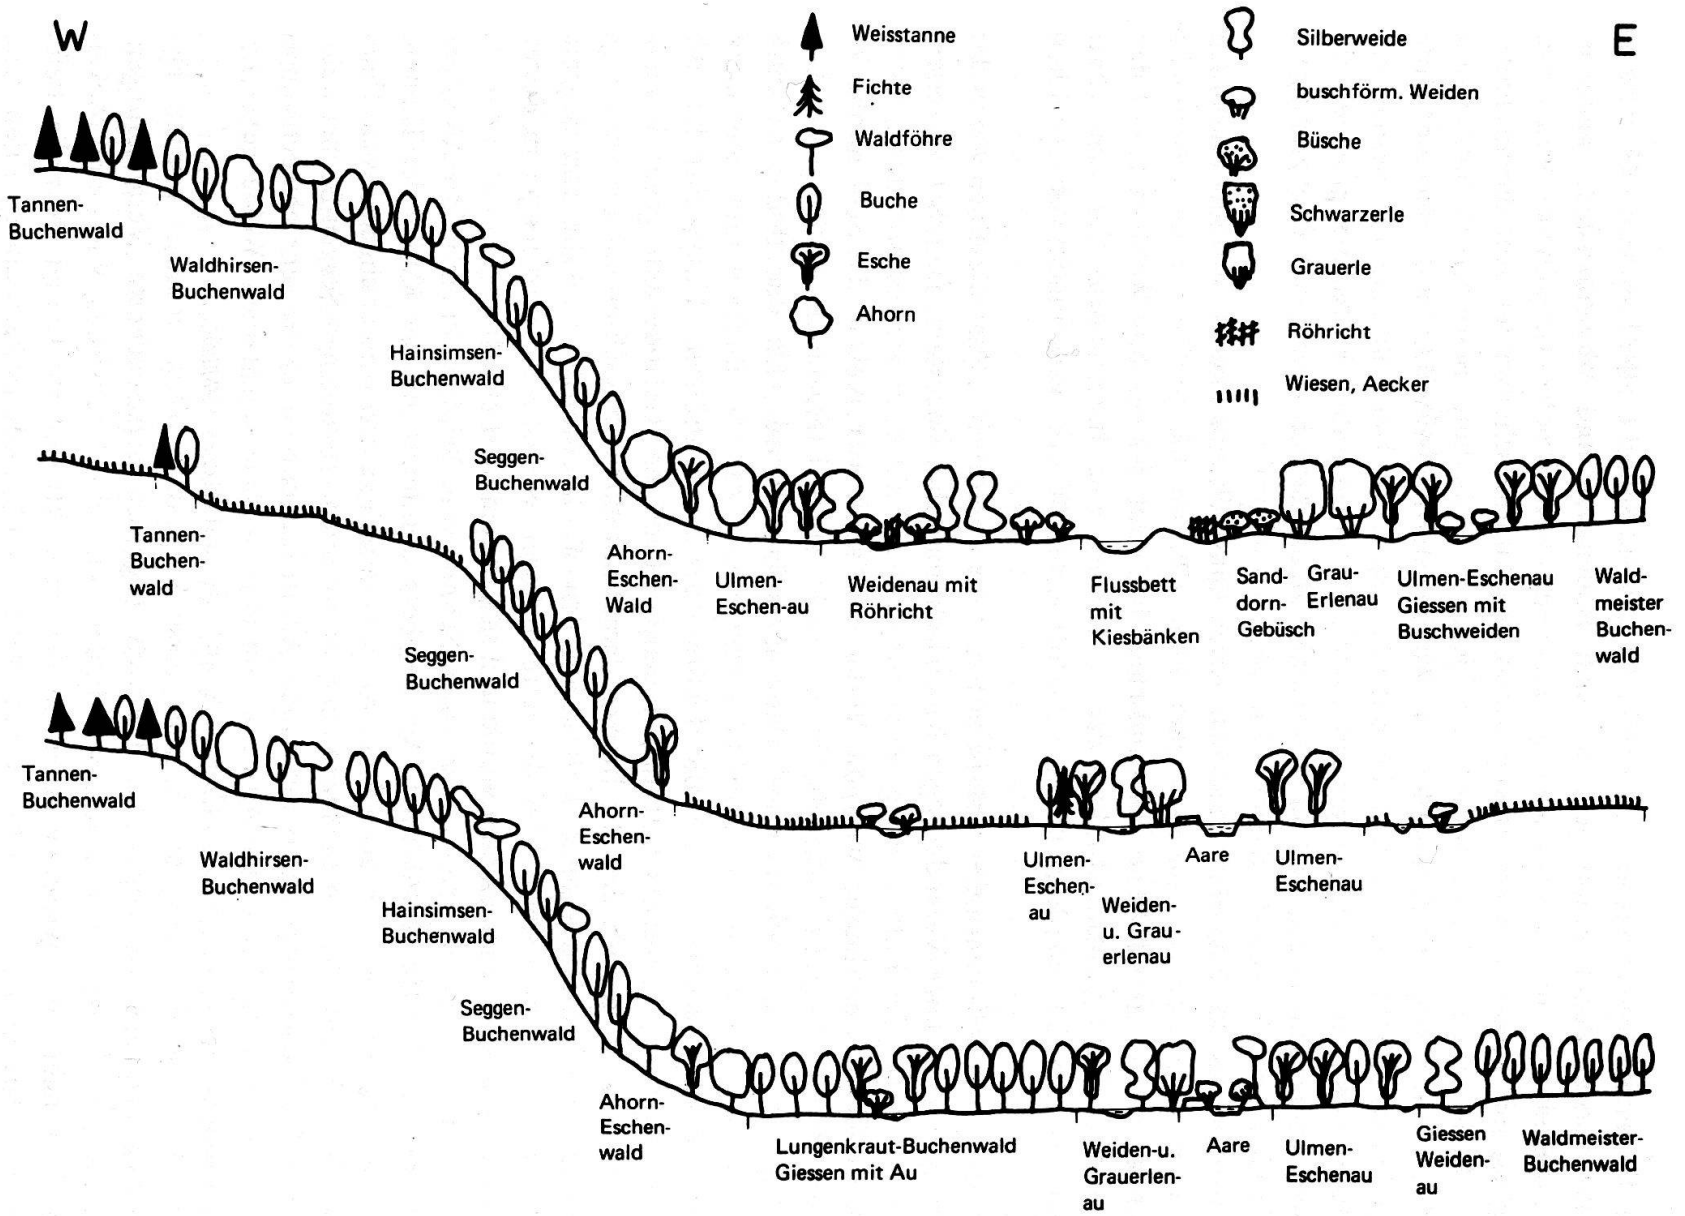 W
E
Weisstanne
Fichte
Waldföhre
Buche
Esche
Ahorn
Silberweide
buschförm. Weiden
Büsche
Schwarzerle
Grauerle
Röhricht
Wiesen, Aecker
Tannen-
Buchenwald
Waldhirsen-
Buchenwald
Hainsimsen-
Buchenwald
Seggen-
Buchenwald
Ahorn-
Eschen-
Wald
Ulmen-
Eschen-au
Weidenau mit
Röhricht
Flussbett
mit
Kiesbänken
Sand-
dorn-
Gebüsch
Grau-
Erlenau
Ulmen-Eschenau
Giessen mit
Buschweiden
Wald-
meister
Buchen-
wald
Tannen-
Buchen-
wald
Seggen-
Buchenwald
Ahorn-
Eschen-
wald
Ulmen-
Eschen-
au
Weiden-
u. Grau-
erlenau
Aare
Ulmen-
Eschenau
Tannen-
Buchenwald
Waldhirsen-
Buchenwald
Hainsimsen-
Buchenwald
Seggen-
Buchenwald
Ahorn-
Eschen-
wald
Lungenkraut-Buchenwald
Giessen mit Au
Weiden-u.
Grauerlen-
au
Aare
Ulmen-
Eschenau
Giessen
Weiden-
au
Waldmeister-
Buchenwald